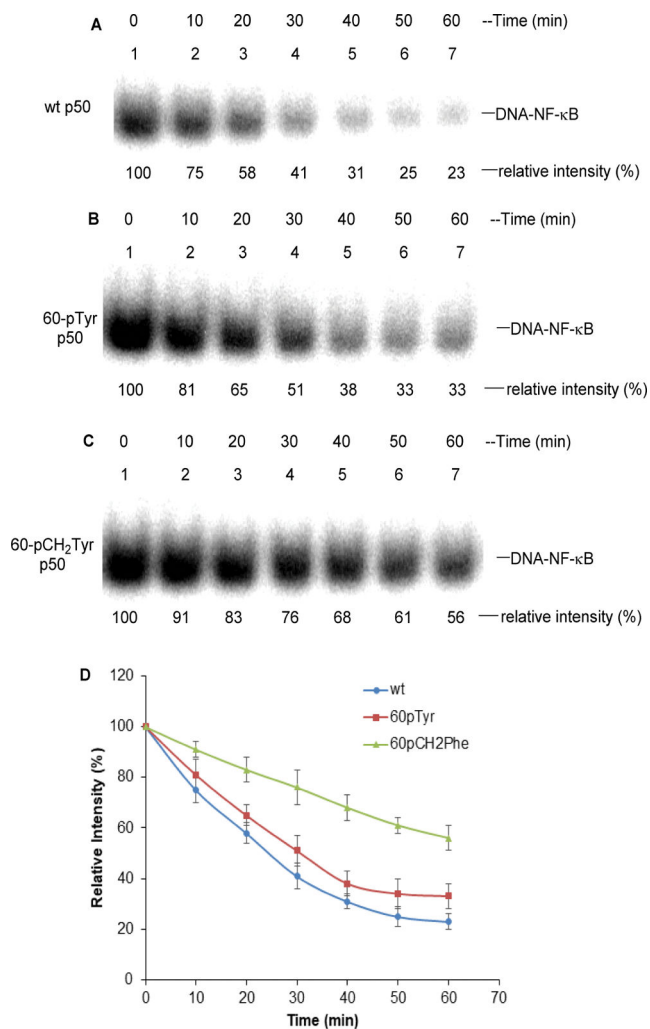 A 0 10 20 30 40 50 60 --Time (min)
1 2 3 4 5 6 7
wt p50
DNA-NF-κB
100 75 58 41 31 25 23 —relative intensity (%)
B 0 10 20 30 40 50 60 --Time (min)
1 2 3 4 5 6 7
60-pTyr
p50
DNA-NF-κB
100 81 65 51 38 33 33 —relative intensity (%)
C 0 10 20 30 40 50 60 --Time (min)
1 2 3 4 5 6 7
60-pCH₂Tyr
p50
DNA-NF-κB
100 91 83 76 68 61 56 —relative intensity (%)
D
120
100
80
60
40
20
0
Relative Intensity (%)
wt
60pTyr
60pCH2Phe
0 10 20 30 40 50 60 70
Time (min)